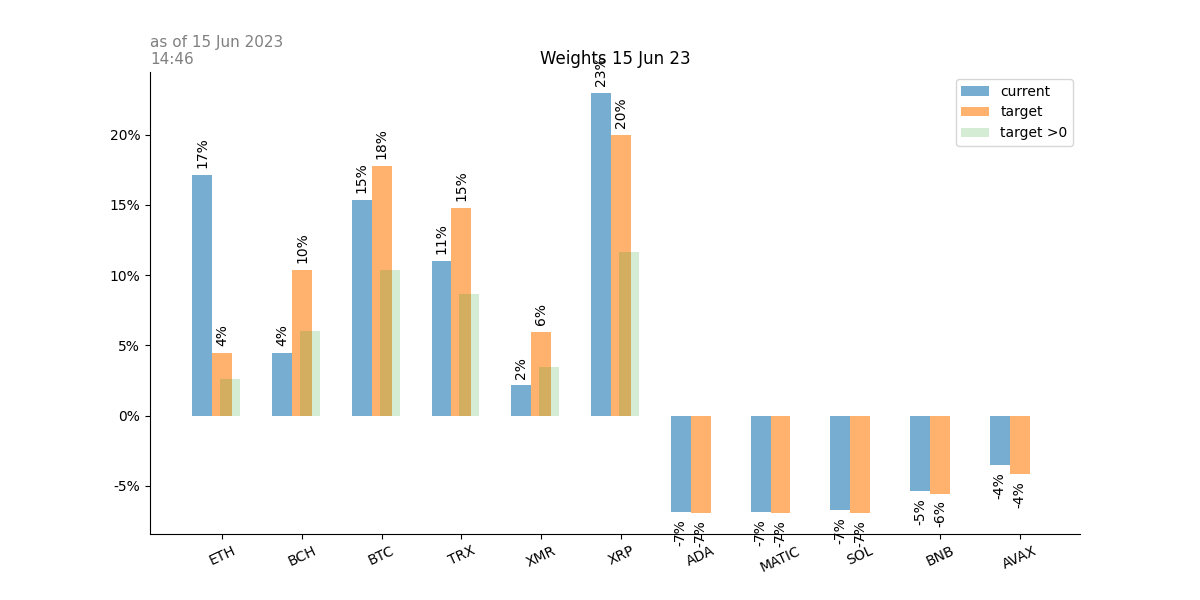 as of 15 Jun 2023
14:46
Weights 15 Jun 23
current
target
target >0
20%
15%
10%
5%
0%
-5%
17%
4%
4%
10%
15%
18%
11%
15%
2%
6%
23%
20%
-7%
-7%
-7%
-7%
-7%
-7%
-5%
-6%
-4%
-4%
ETH
BCH
BTC
TRX
XMR
XRP
ADA
MATIC
SOL
BNB
AVAX